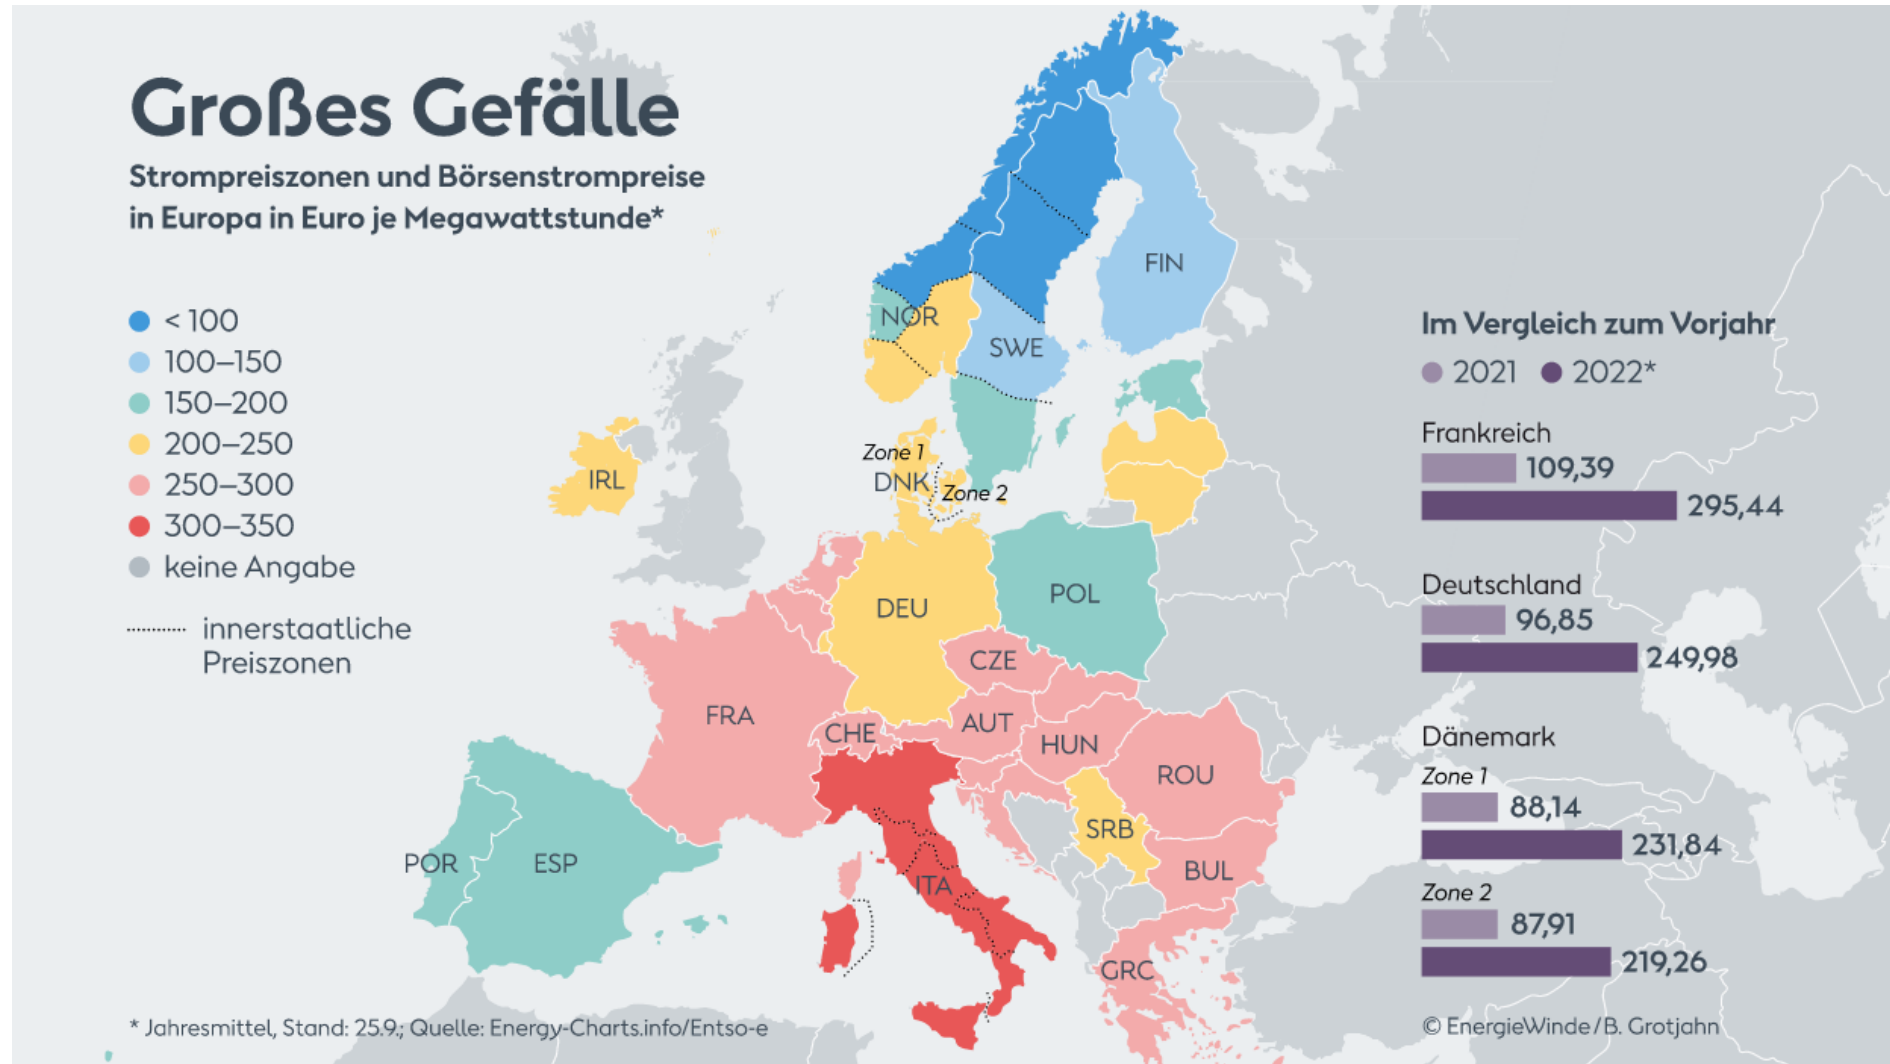 Großes Gefälle
Strompreiszonen und Börsenstrompreise
in Europa in Euro je Megawattstunde*
< 100
100–150
150–200
200–250
250–300
300–350
keine Angabe
innerstaatliche
Preiszonen
FIN
NOR
SWE
Zone 1
DNK
Zone 2
IRL
DEU
POL
CZE
FRA
CHE
AUT
HUN
ROU
SRB
POR
ESP
ITA
BUL
GRC
Im Vergleich zum Vorjahr
2021
2022*
Frankreich
109,39
295,44
Deutschland
96,85
249,98
Dänemark
Zone 1
88,14
231,84
Zone 2
87,91
219,26
* Jahresmittel, Stand: 25.9.; Quelle: Energy-Charts.info/Entso-e
© EnergieWinde/B. Grotjahn